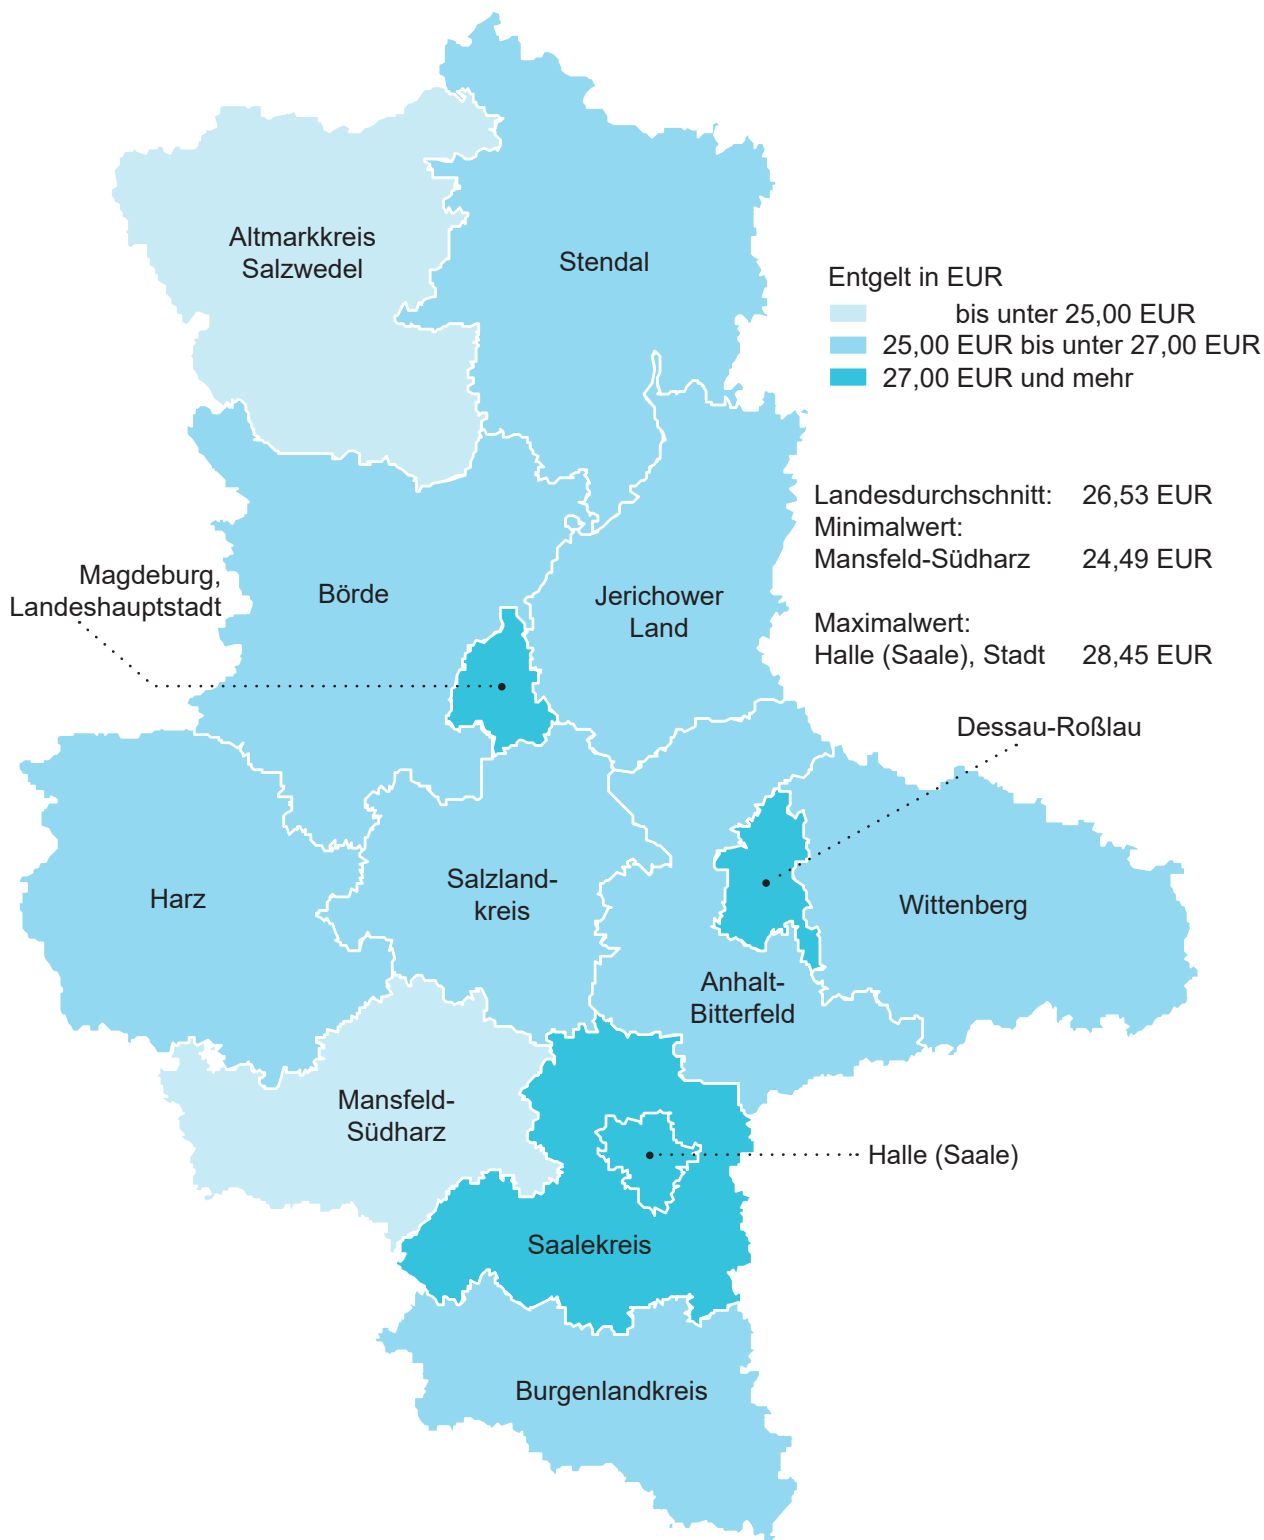 Altmarkkreis
Salzwedel
Stendal
Entgelt in EUR
bis unter 25,00 EUR
25,00 EUR bis unter 27,00 EUR
27,00 EUR und mehr
Landesdurchschnitt: 26,53 EUR
Minimalwert:
Mansfeld-Südharz 24,49 EUR
Maximalwert:
Halle (Saale), Stadt 28,45 EUR
Magdeburg,
Landeshauptstadt
Börde
Jerichower
Land
Dessau-Roßlau
Harz
Salzland-
kreis
Wittenberg
Anhalt-
Bitterfeld
Mansfeld-
Südharz
Halle (Saale)
Saalekreis
Burgenlandkreis